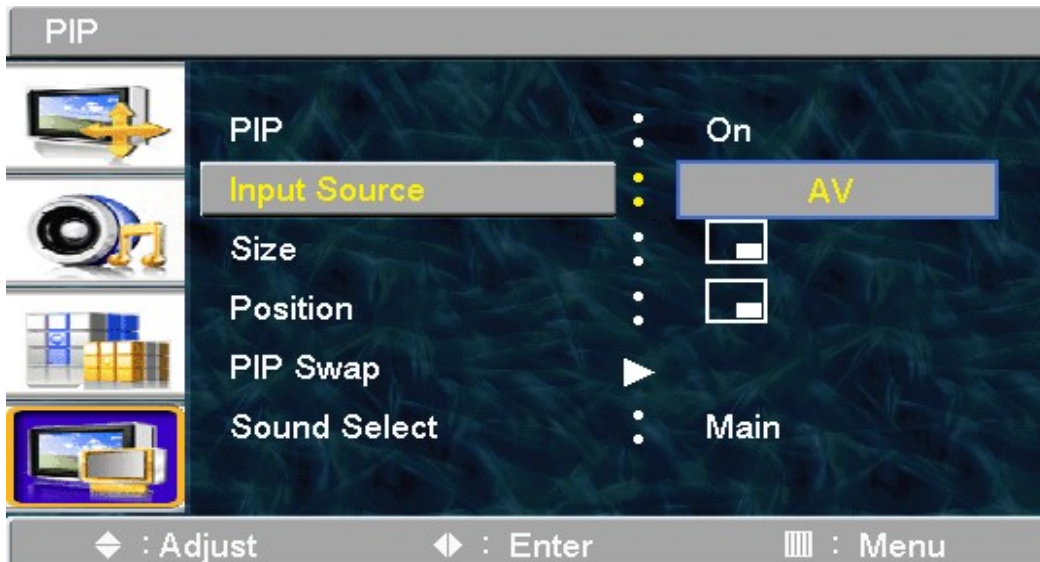 PIP
PIP : On
Input Source : AV
Size :
Position :
PIP Swap
Sound Select : Main
: Adjust : Enter : Menu